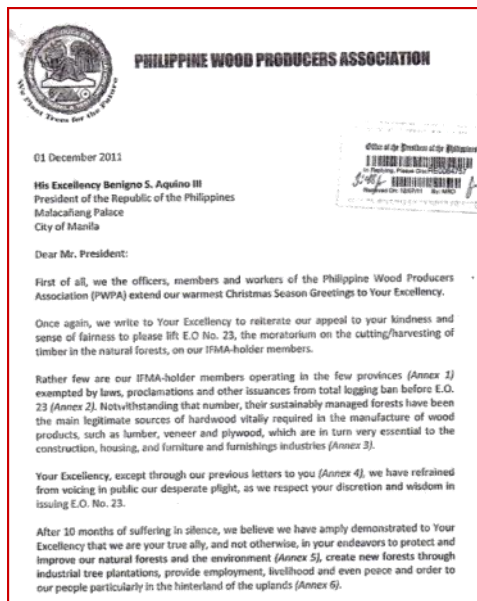 PHILIPPINE WOOD PRODUCERS ASSOCIATION
We Plant Trees for the Future
01 December 2011
Office of the President of the Philippines
In Replying, Please
Received On: 12/07/11 By: MRO
His Excellency Benigno S. Aquino III
President of the Republic of the Philippines
Malacañang Palace
City of Manila
Dear Mr. President:
First of all, we the officers, members and workers of the Philippine Wood Producers
Association (PWPA) extend our warmest Christmas Season Greetings to Your Excellency.
Once again, we write to Your Excellency to reiterate our appeal to your kindness and
sense of fairness to please lift E.O No. 23, the moratorium on the cutting/harvesting of
timber in the natural forests, on our IFMA-holder members.
Rather few are our IFMA-holder members operating in the few provinces (Annex 1)
exempted by laws, proclamations and other issuances from total logging ban before E.O.
23 (Annex 2). Notwithstanding that number, their sustainably managed forests have been
the main legitimate sources of hardwood vitally required in the manufacture of wood
products, such as lumber, veneer and plywood, which are in turn very essential to the
construction, housing, and furniture and furnishings industries (Annex 3).
Your Excellency, except through our previous letters to you (Annex 4), we have refrained
from voicing in public our desperate plight, as we respect your discretion and wisdom in
issuing E.O. No. 23.
After 10 months of suffering in silence, we believe we have amply demonstrated to Your
Excellency that we are your true ally, and not otherwise, in your endeavors to protect and
improve our natural forests and the environment (Annex 5), create new forests through
industrial tree plantations, provide employment, livelihood and even peace and order to
our people particularly in the hinterland of the uplands (Annex 6).